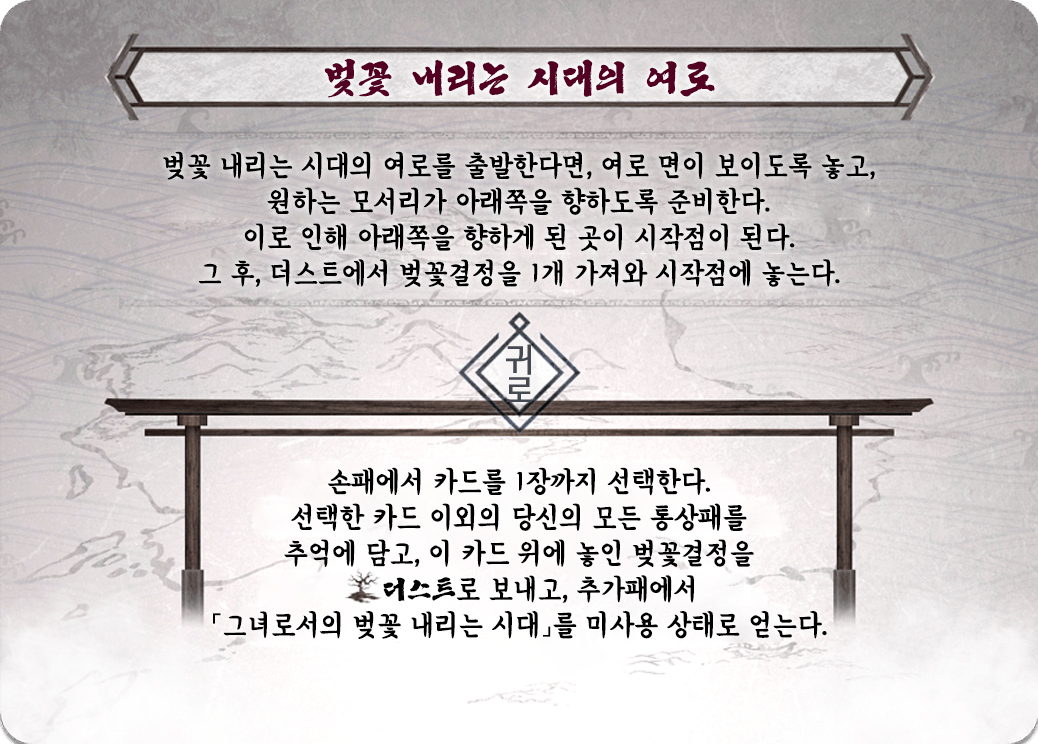 벚꽃 내리는 시대의 여로
벚꽃 내리는 시대의 여로를 출발한다면, 여로 면이 보이도록 놓고,
원하는 모서리가 아래쪽을 향하도록 준비한다.
이로 인해 아래쪽을 향하게 된 곳이 시작점이 된다.
그 후, 더스트에서 벚꽃결정을 1개 가져와 시작점에 놓는다.
귀
로
손패에서 카드를 1장까지 선택한다.
선택한 카드 이외의 당신의 모든 통상패를
추억에 담고, 이 카드 위에 놓인 벚꽃결정을
더스트로 보내고, 추가패에서
「그녀로서의 벚꽃 내리는 시대」를 미사용 상태로 얻는다.